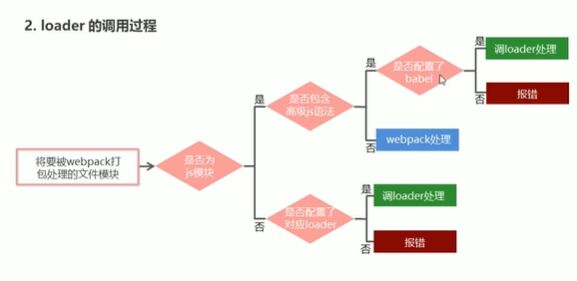 2. loader 的调用过程
是
调loader处理
是
是否配置了
babel
否
报错
是
是否包含
高级js语法
否
webpack处理
将要被webpack打
包处理的文件模块
是否为
js模块
是
调loader处理
否
是否配置了
对应loader
否
报错